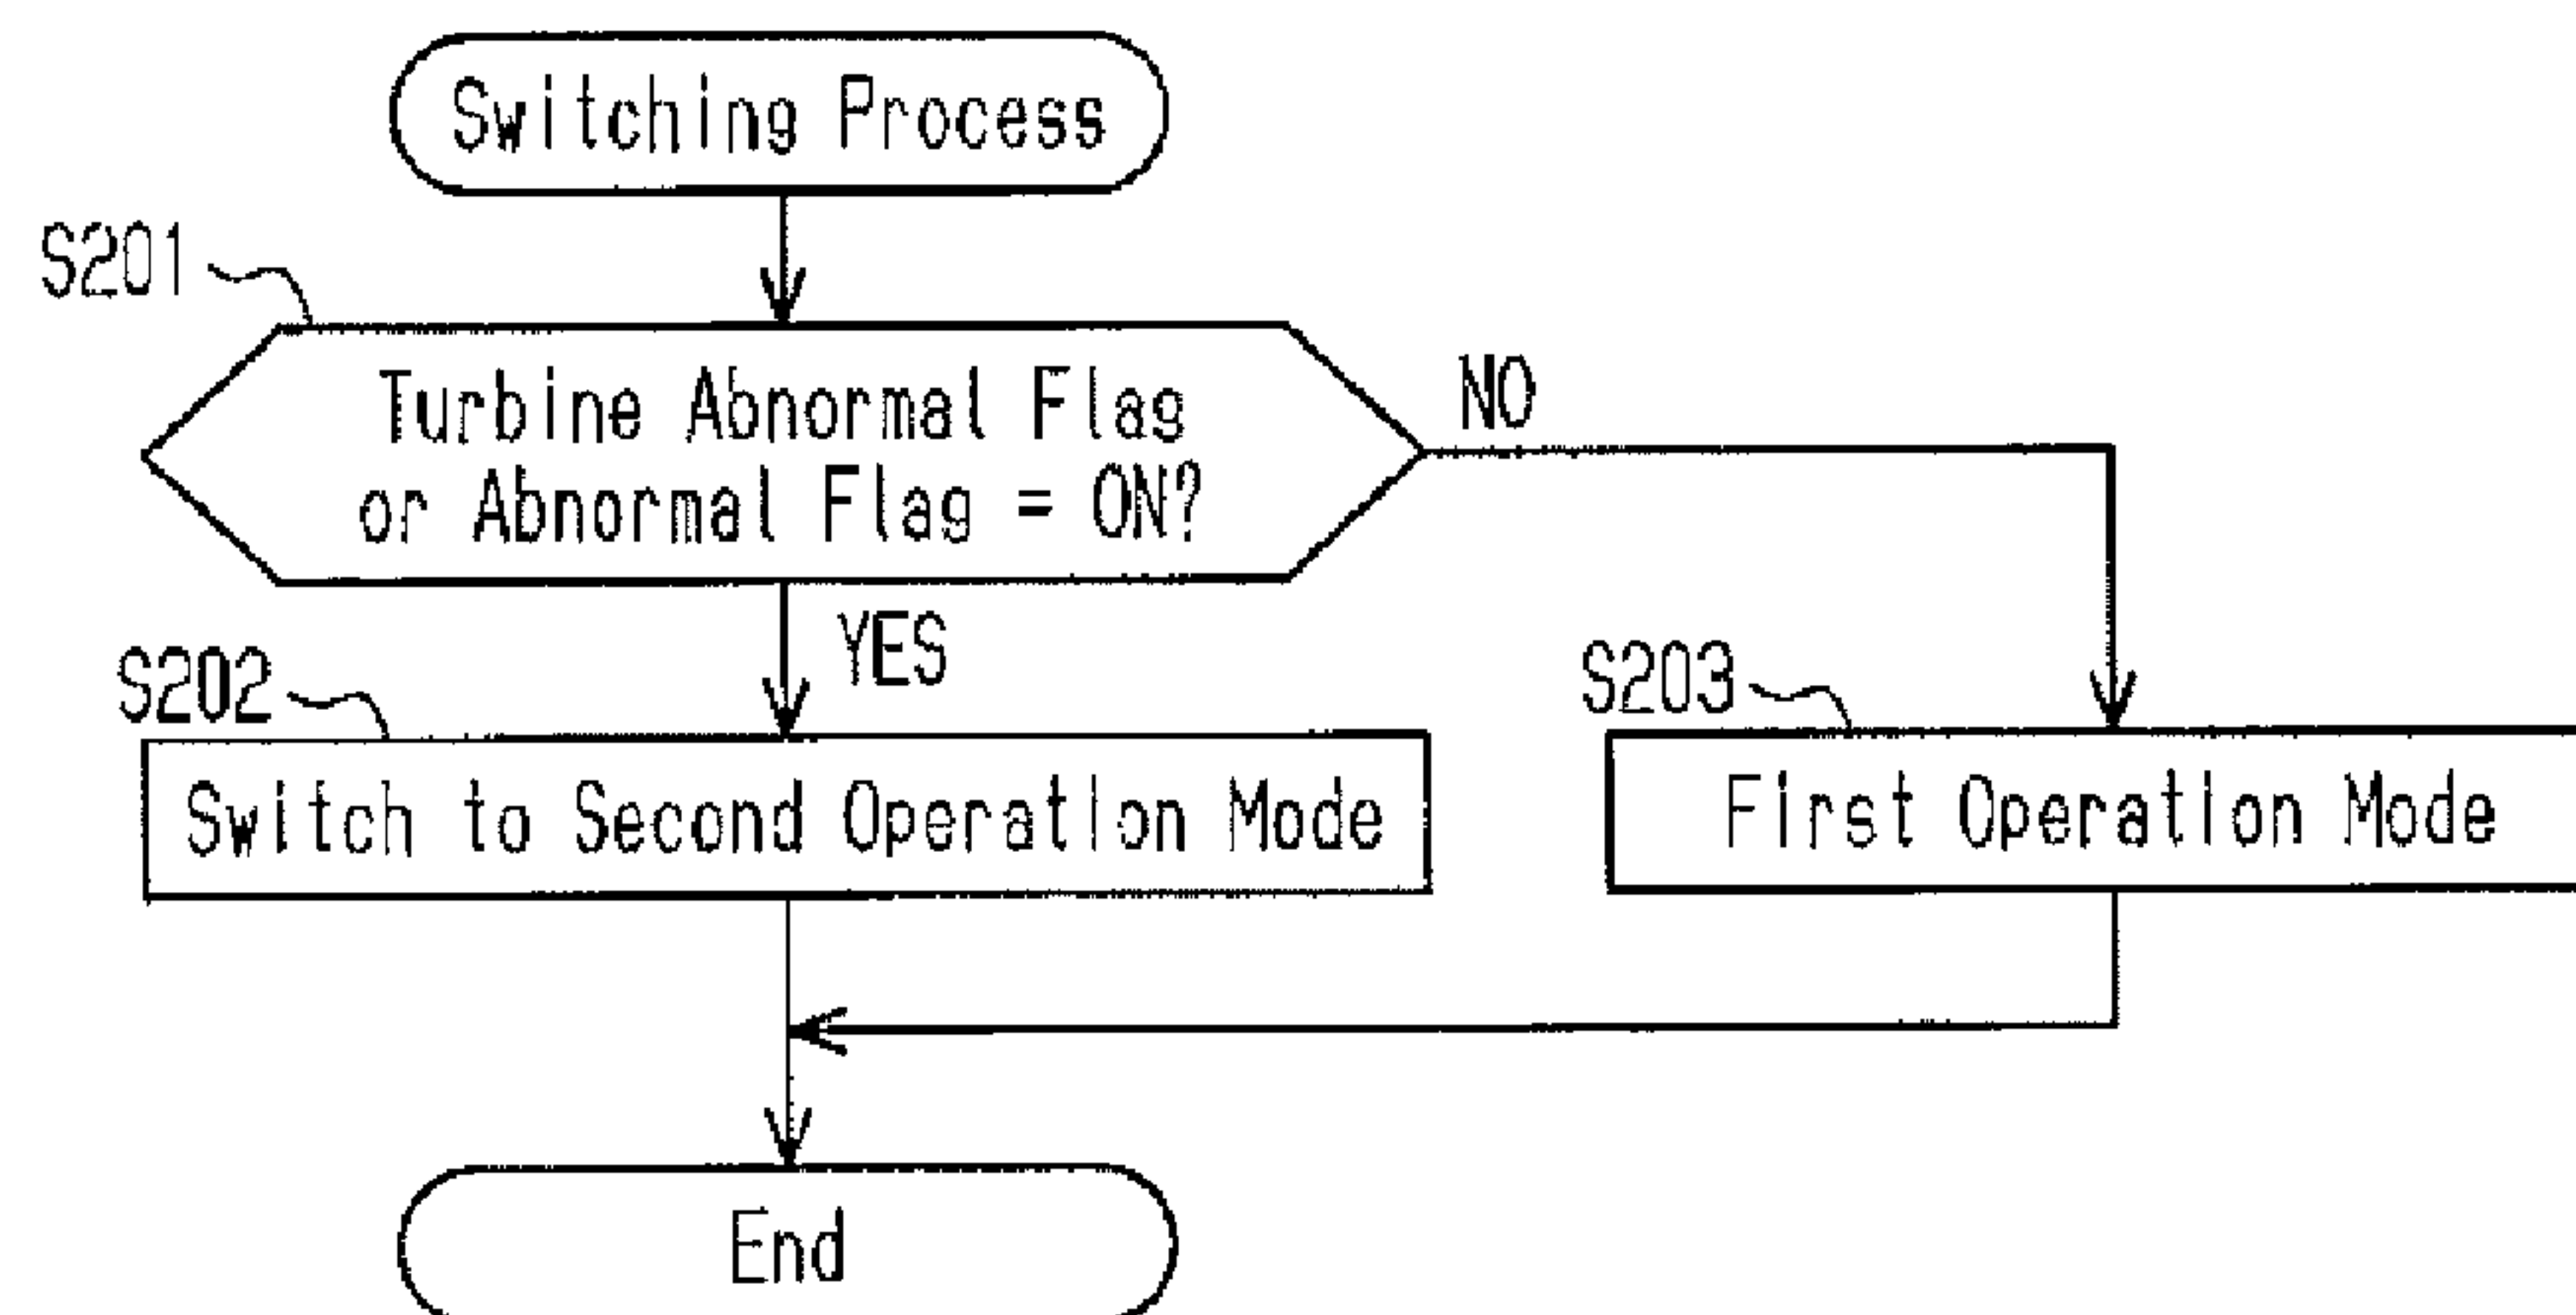 Switching Process
S201
Turbine Abnormal Flag
or Abnormal Flag = ON?
NO
YES
S202
Switch to Second Operation Mode
S203
First Operation Mode
End